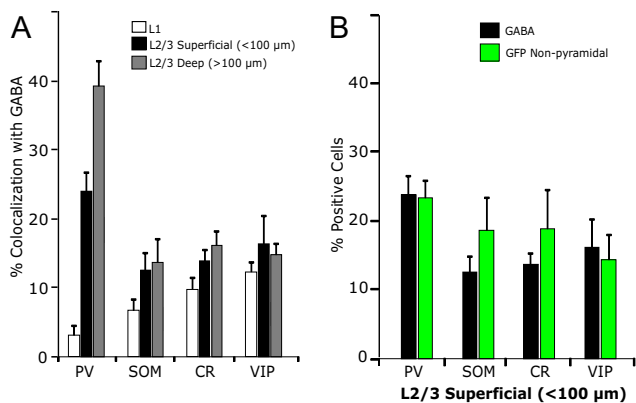 A
L1
L2/3 Superficial (<100 µm)
L2/3 Deep (>100 µm)
% Colocalization with GABA
40
30
20
10
0
PV SOM CR VIP
B
GABA
GFP Non-pyramidal
% Positive Cells
40
30
20
10
0
PV SOM CR VIP
L2/3 Superficial (<100 µm)